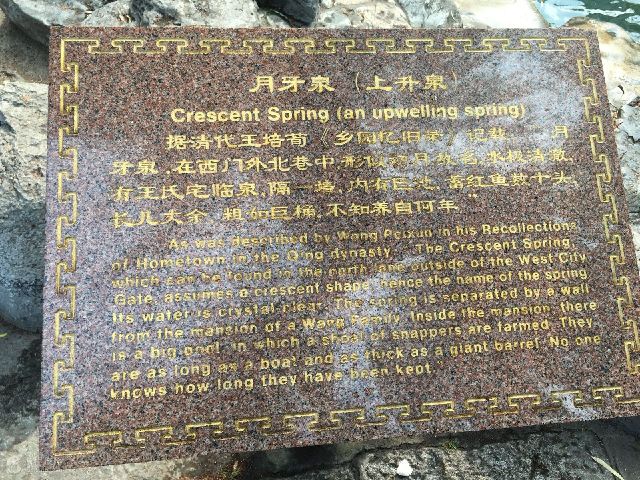 月牙泉（上升泉）
Crescent Spring (an upwelling spring)
据清代王培荀《乡园忆旧录》记载 月
牙泉，在西门外北巷中形似 月 名 水极清澈
有王氏宅临泉，隔一墙，内有巨池 畜红鱼数十头
长几丈余 粗如巨桶，不知养自何年
As was described by Wang Peixun in his Recollections
of Hometown in the Qing dynasty, "The Crescent Spring,
which can be found in the north lane outside of the West City
Gate, assumes a crescent shape, hence the name of the spring
Its water is crystal-clear. The spring is separated by a wall
from the mansion of a Wang Family. Inside the mansion, there
is a big pool, in which a shoal of snappers are farmed. They
are as long as a boat and as thick as a giant barrel. No one
knows how long they have been kept.